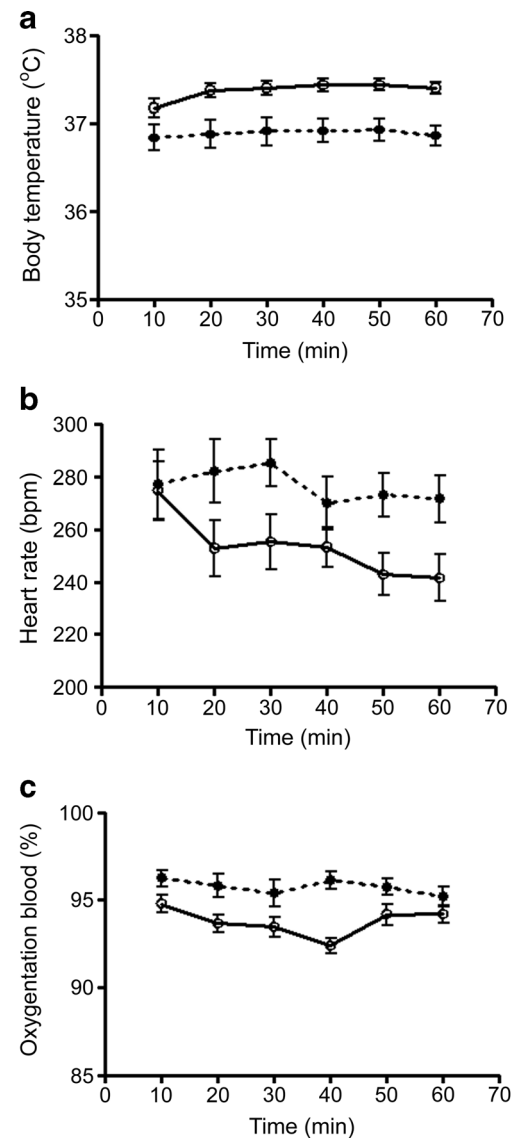 a
Body temperature (°C)
38
37
36
35
0 10 20 30 40 50 60 70
Time (min)
b
Heart rate (bpm)
300
280
260
240
220
200
0 10 20 30 40 50 60 70
Time (min)
c
Oxygentation blood (%)
100
95
90
85
0 10 20 30 40 50 60 70
Time (min)